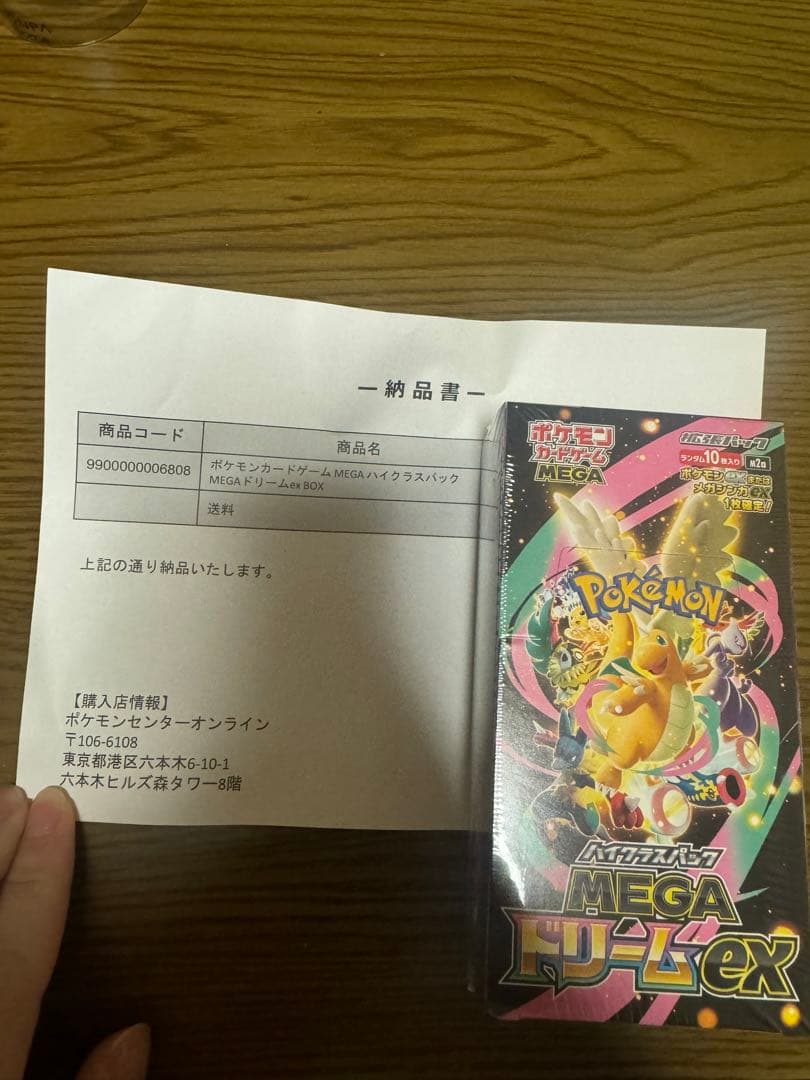 ー納品書ー
商品コード
商品名
9900000006808
ポケモンカードゲーム MEGA ハイクラスパック
MEGAドリームex BOX
送料
上記の通り納品いたします。
【購入店情報】
ポケモンセンターオンライン
〒106-6108
東京都港区六本木6-10-1
六本木ヒルズ森タワー8階
ポケモン
カードゲーム
MEGA
拡張パック
ランダム10枚入り
M2a
ポケモンexまたは
メガシンカex
1枚確定!
POKéMON
ハイクラスパック
MEGA
ドリームex